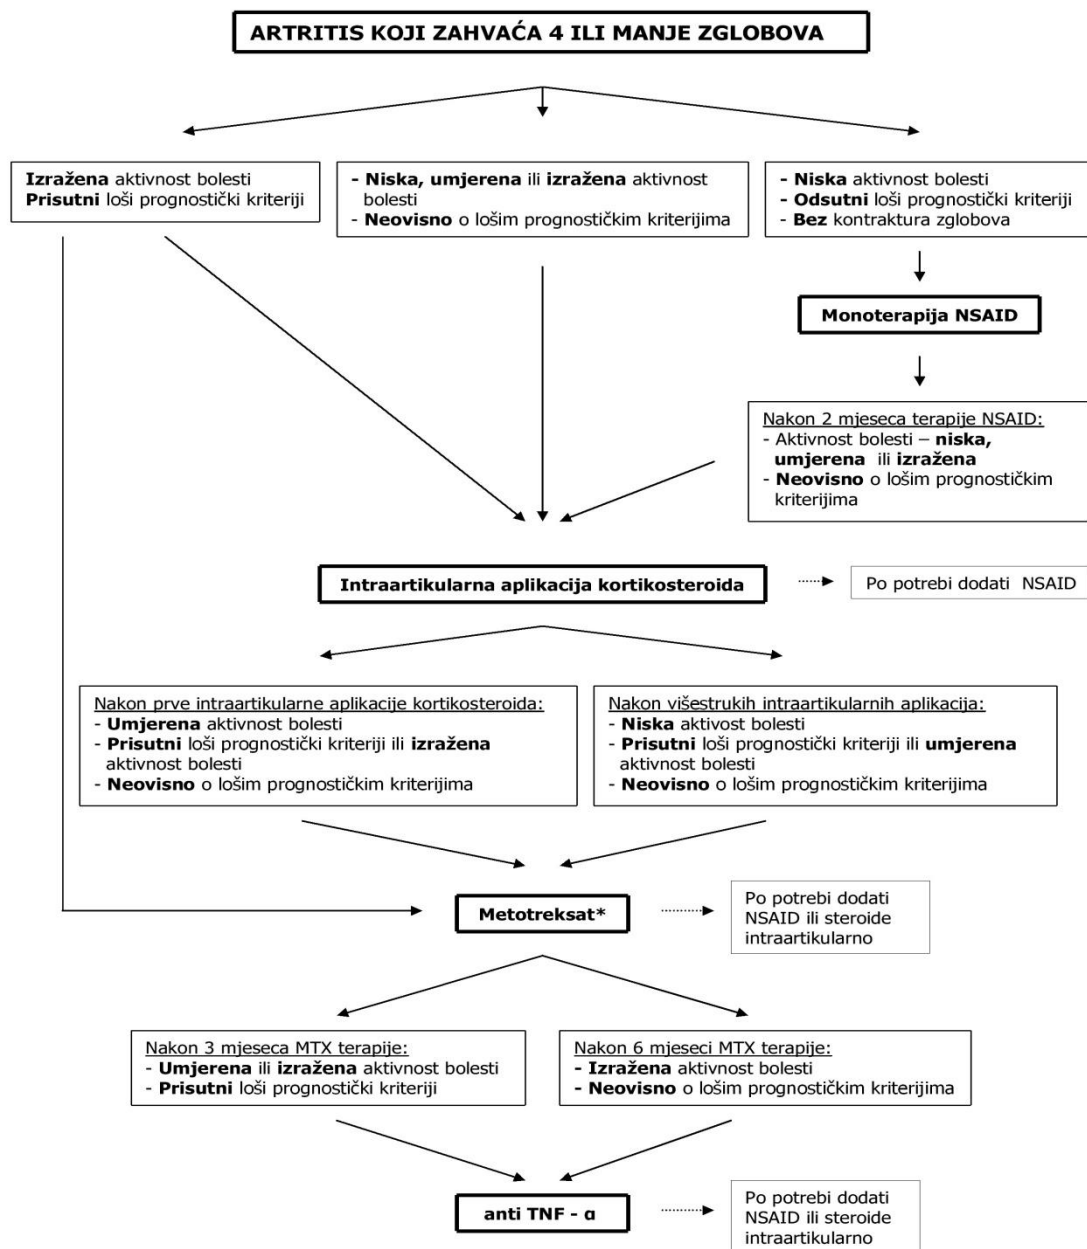 ARTRITIS KOJI ZAHVAĆA 4 ILI MANJE ZGLOBOVA
Izražena aktivnost bolesti
Prisutni loši prognostički kriteriji
- Niska, umjerena ili izražena aktivnost
bolesti
- Neovisno o lošim prognostičkim kriterijima
- Niska aktivnost bolesti
- Odsutni loši prognostički kriteriji
- Bez kontraktura zglobova
Monoterapija NSAID
Nakon 2 mjeseca terapije NSAID:
- Aktivnost bolesti – niska,
umjerena ili izražena
- Neovisno o lošim prognostičkim
kriterijima
Intraartikularna aplikacija kortikosteroida
Po potrebi dodati NSAID
Nakon prve intraartikularne aplikacije kortikosteroida:
- Umjerena aktivnost bolesti
- Prisutni loši prognostički kriteriji ili izražena
aktivnost bolesti
- Neovisno o lošim prognostičkim kriterijima
Nakon višestrukih intraartikularnih aplikacija:
- Niska aktivost bolesti
- Prisutni loši prognostički kriteriji ili umjerena
aktivnost bolesti
- Neovisno o lošim prognostičkim kriterijima
Metotreksat*
Po potrebi dodati
NSAID ili steroide
intraartikularno
Nakon 3 mjeseca MTX terapije:
- Umjerena ili izražena aktivnost bolesti
- Prisutni loši prognostički kriteriji
Nakon 6 mjeseci MTX terapije:
- Izražena aktivnost bolesti
- Neovisno o lošim prognostičkim kriterijima
anti TNF - α
Po potrebi dodati
NSAID ili steroide
intraartikularno